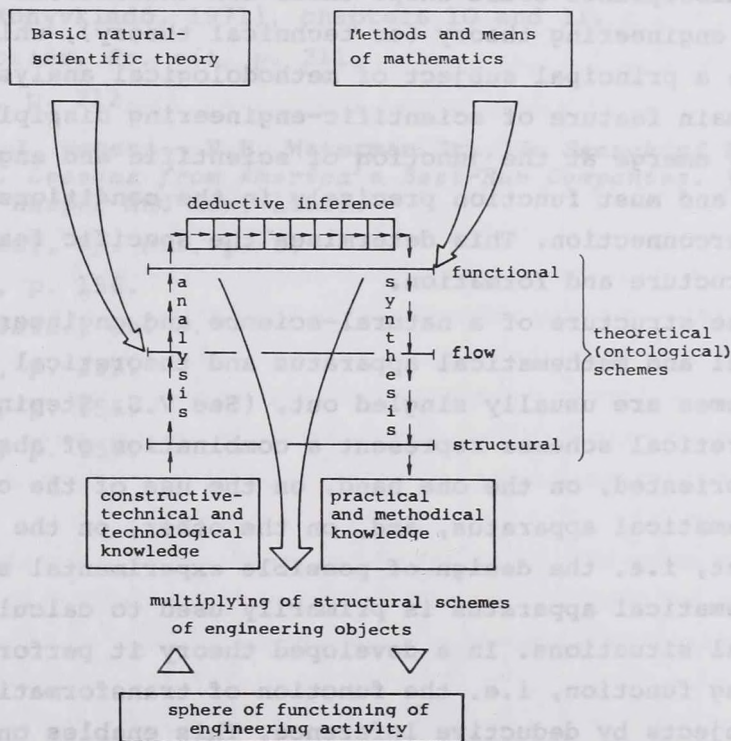 Basic natural-
scientific theory
Methods and means
of mathematics
deductive inference
analysis
sythesis
functional
flow
structural
theoretical
(ontological)
schemes
constructive-
technical and
technological
knowledge
practical
and methodical
knowledge
multiplying of structural schemes
of engineering objects
sphere of functioning of
engineering activity